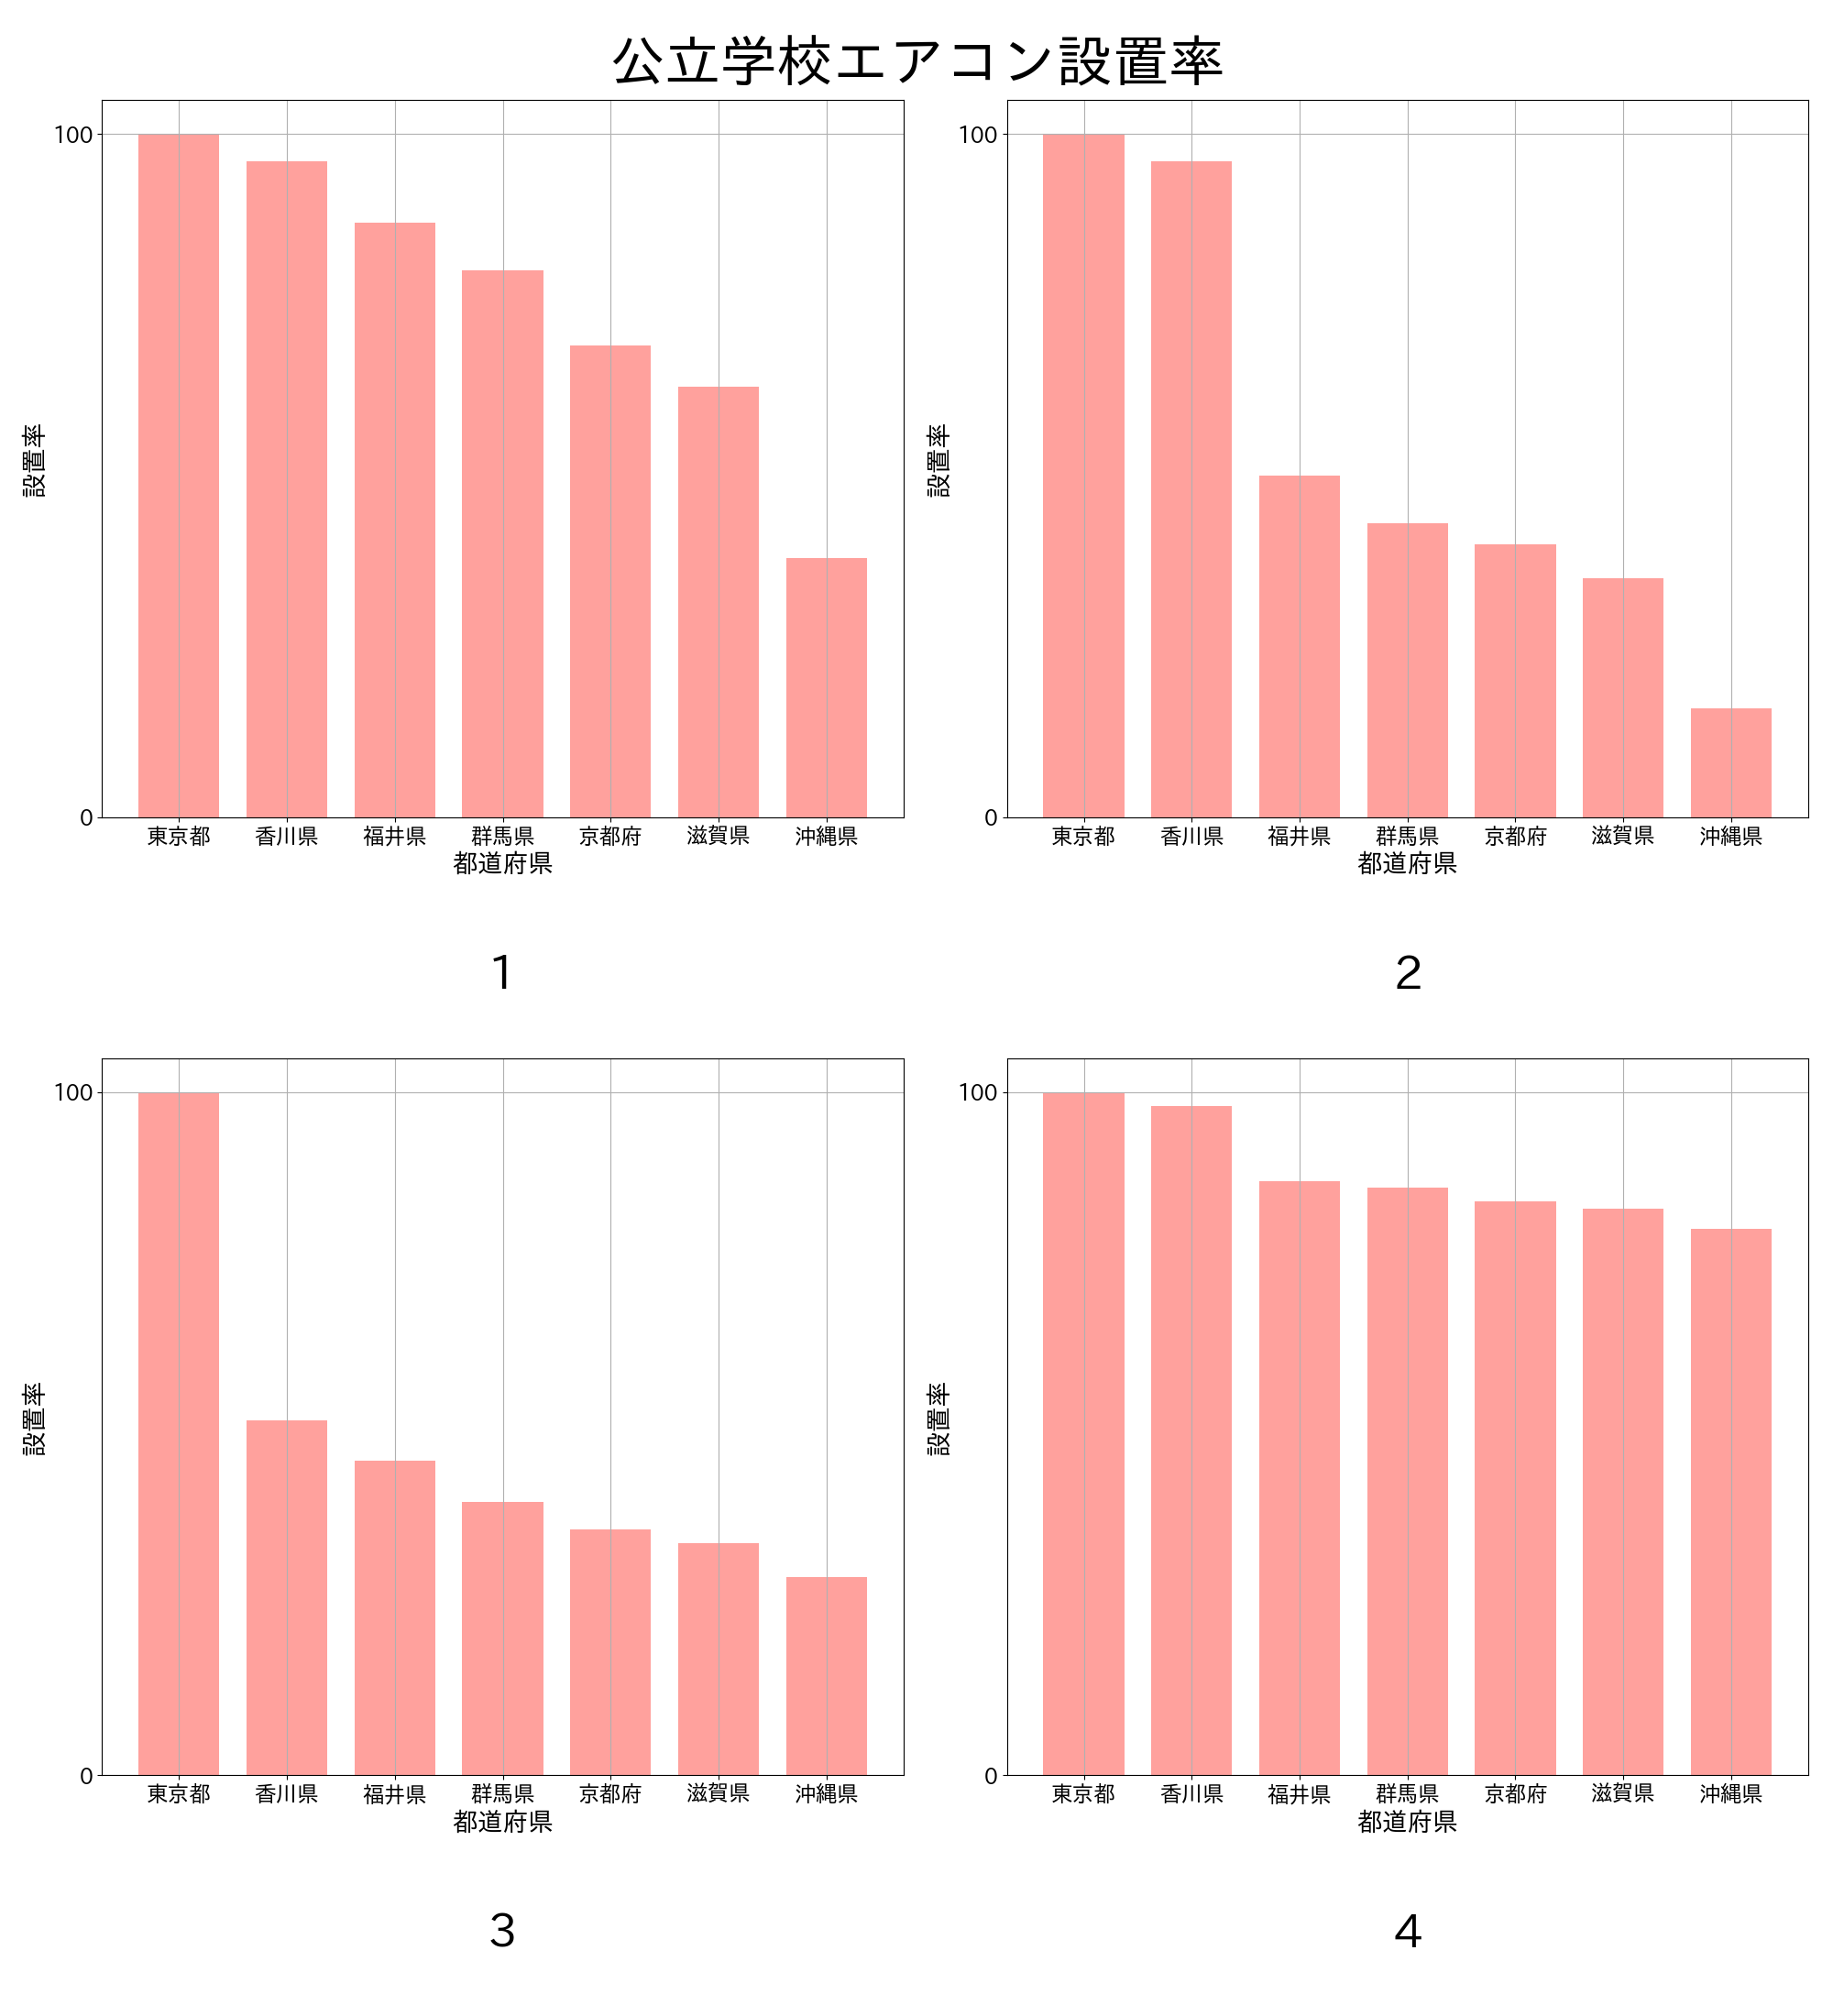 公立学校エアコン設置率
100
設置率
0
東京都 香川県 福井県 群馬県 京都府 滋賀県 沖縄県
都道府県
1
100
設置率
0
東京都 香川県 福井県 群馬県 京都府 滋賀県 沖縄県
都道府県
2
100
設置率
0
東京都 香川県 福井県 群馬県 京都府 滋賀県 沖縄県
都道府県
3
100
設置率
0
東京都 香川県 福井県 群馬県 京都府 滋賀県 沖縄県
都道府県
4